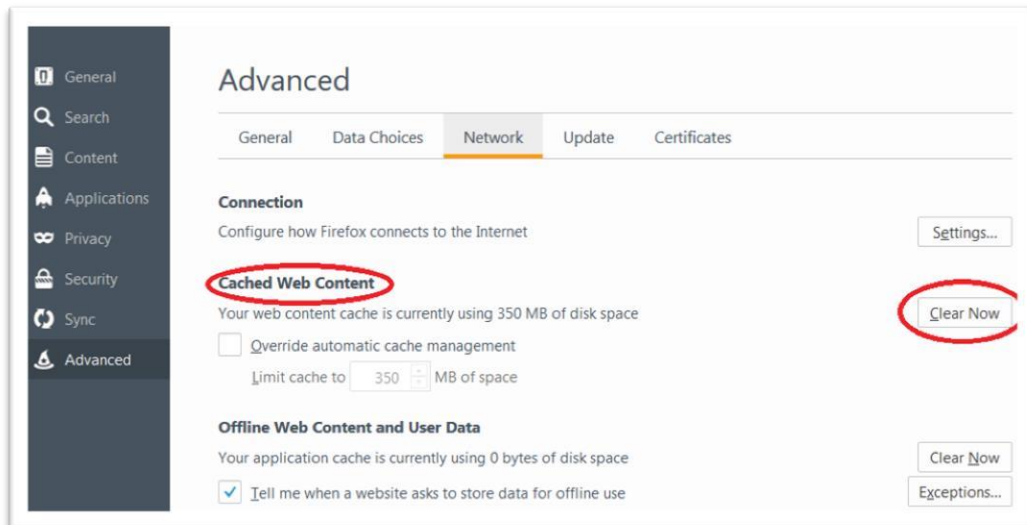 General
Search
Content
Applications
Privacy
Security
Sync
Advanced
Advanced
General Data Choices Network Update Certificates
Connection
Configure how Firefox connects to the Internet Settings...
Cached Web Content
Your web content cache is currently using 350 MB of disk space Clear Now
Override automatic cache management
Limit cache to 350 MB of space
Offline Web Content and User Data
Your application cache is currently using 0 bytes of disk space Clear Now
Tell me when a website asks to store data for offline use Exceptions...